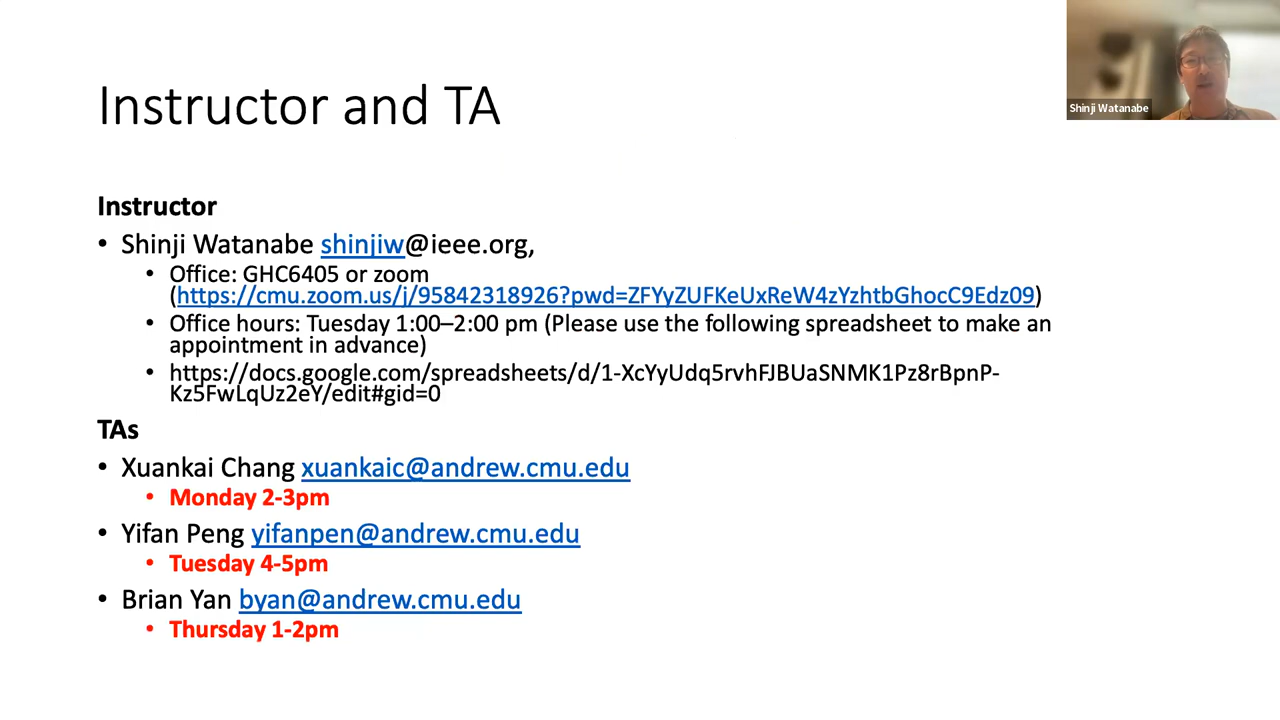 Instructor and TA
Shinji Watanabe
Instructor
• Shinji Watanabe shinjiw@ieee.org,
• Office: GHC6405 or zoom
(https://cmu.zoom.us/j/95842318926?pwd=ZFYyZUFKeUxReW4zYzhtbGhocC9Edz09)
• Office hours: Tuesday 1:00–2:00 pm (Please use the following spreadsheet to make an
appointment in advance)
• https://docs.google.com/spreadsheets/d/1-XcYyUdq5rvhFJBUaSNMK1Pz8rBpnP-
Kz5FwLqUz2eY/edit#gid=0
TAs
• Xuankai Chang xuankaic@andrew.cmu.edu
• Monday 2-3pm
• Yifan Peng yifanpen@andrew.cmu.edu
• Tuesday 4-5pm
• Brian Yan byan@andrew.cmu.edu
• Thursday 1-2pm